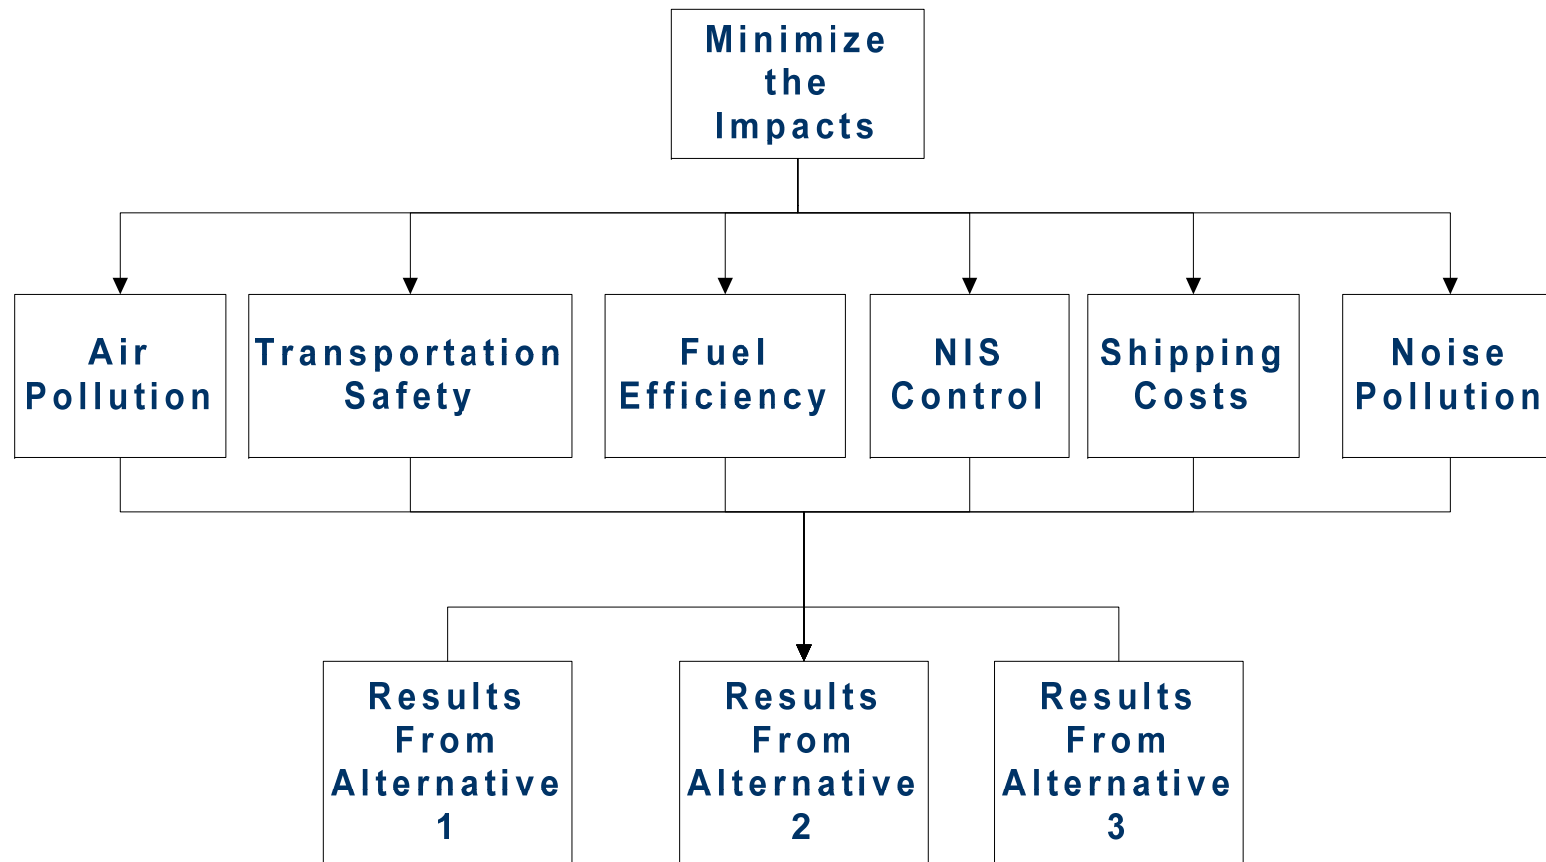 Minimize
the
Impacts
Air
Pollution
Transportation
Safety
Fuel
Efficiency
NIS
Control
Shipping
Costs
Noise
Pollution
Results
From
Alternative
1
Results
From
Alternative
2
Results
From
Alternative
3